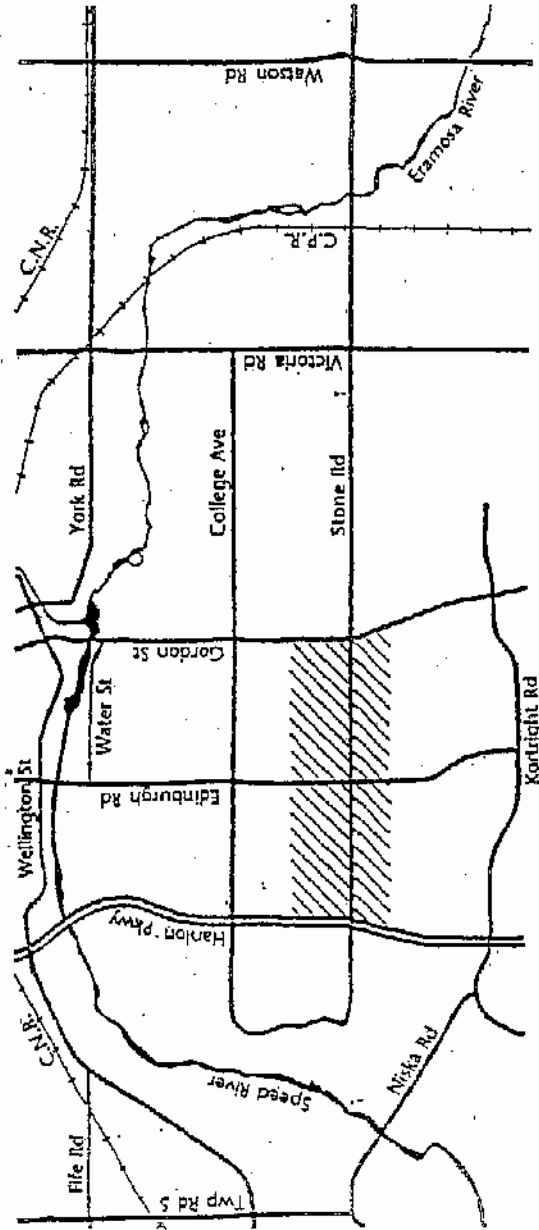 Watson Rd
Eramosa River
C.N.R.
C.P.R.
Victoria Rd
York Rd
College Ave
Stone Rd
Gordon St
Water St
Wellington St
Edinburgh Rd
Kortright Rd
Hanlon Pkwy
C.N.R.
Speed River
Niska Rd
Fife Rd
Twp Rd 5